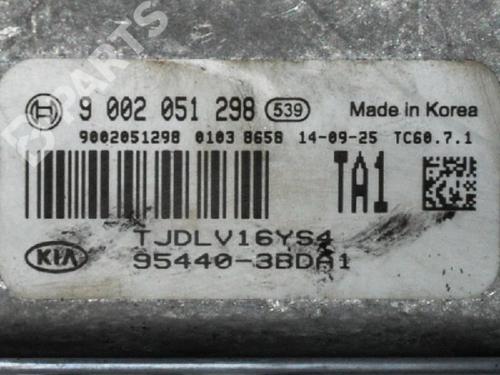 9 002 051 298 539 Made in Korea
9002051298 0103 8658 14-09-25 TC60.7.1
TA1
TJDLV16YS4
KIA 95440-3BDA1
B PARTS